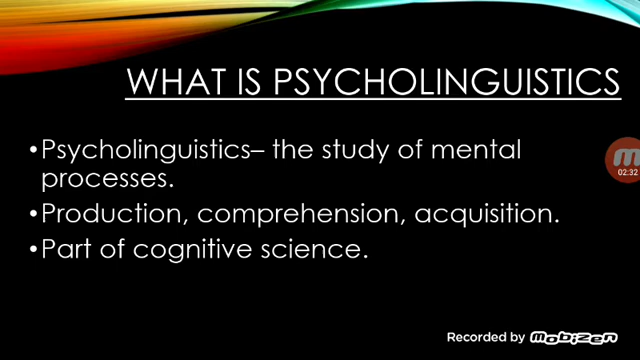 WHAT IS PSYCHOLINGUISTICS
•Psycholinguistics– the study of mental
processes.
•Production, comprehension, acquisition.
•Part of cognitive science.
02:32
Recorded by mobizen